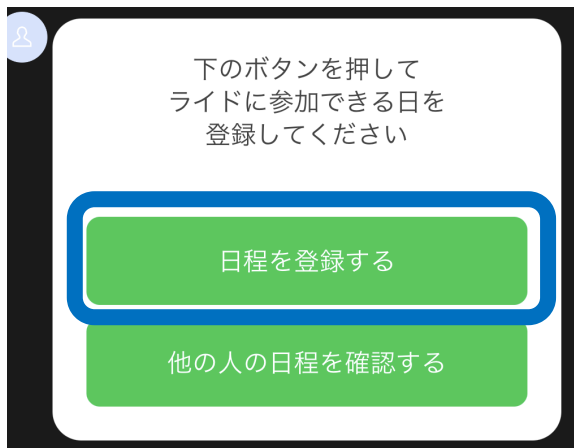 下のボタンを押して
ライドに参加できる日を
登録してください
日程を登録する
他の人の日程を確認する